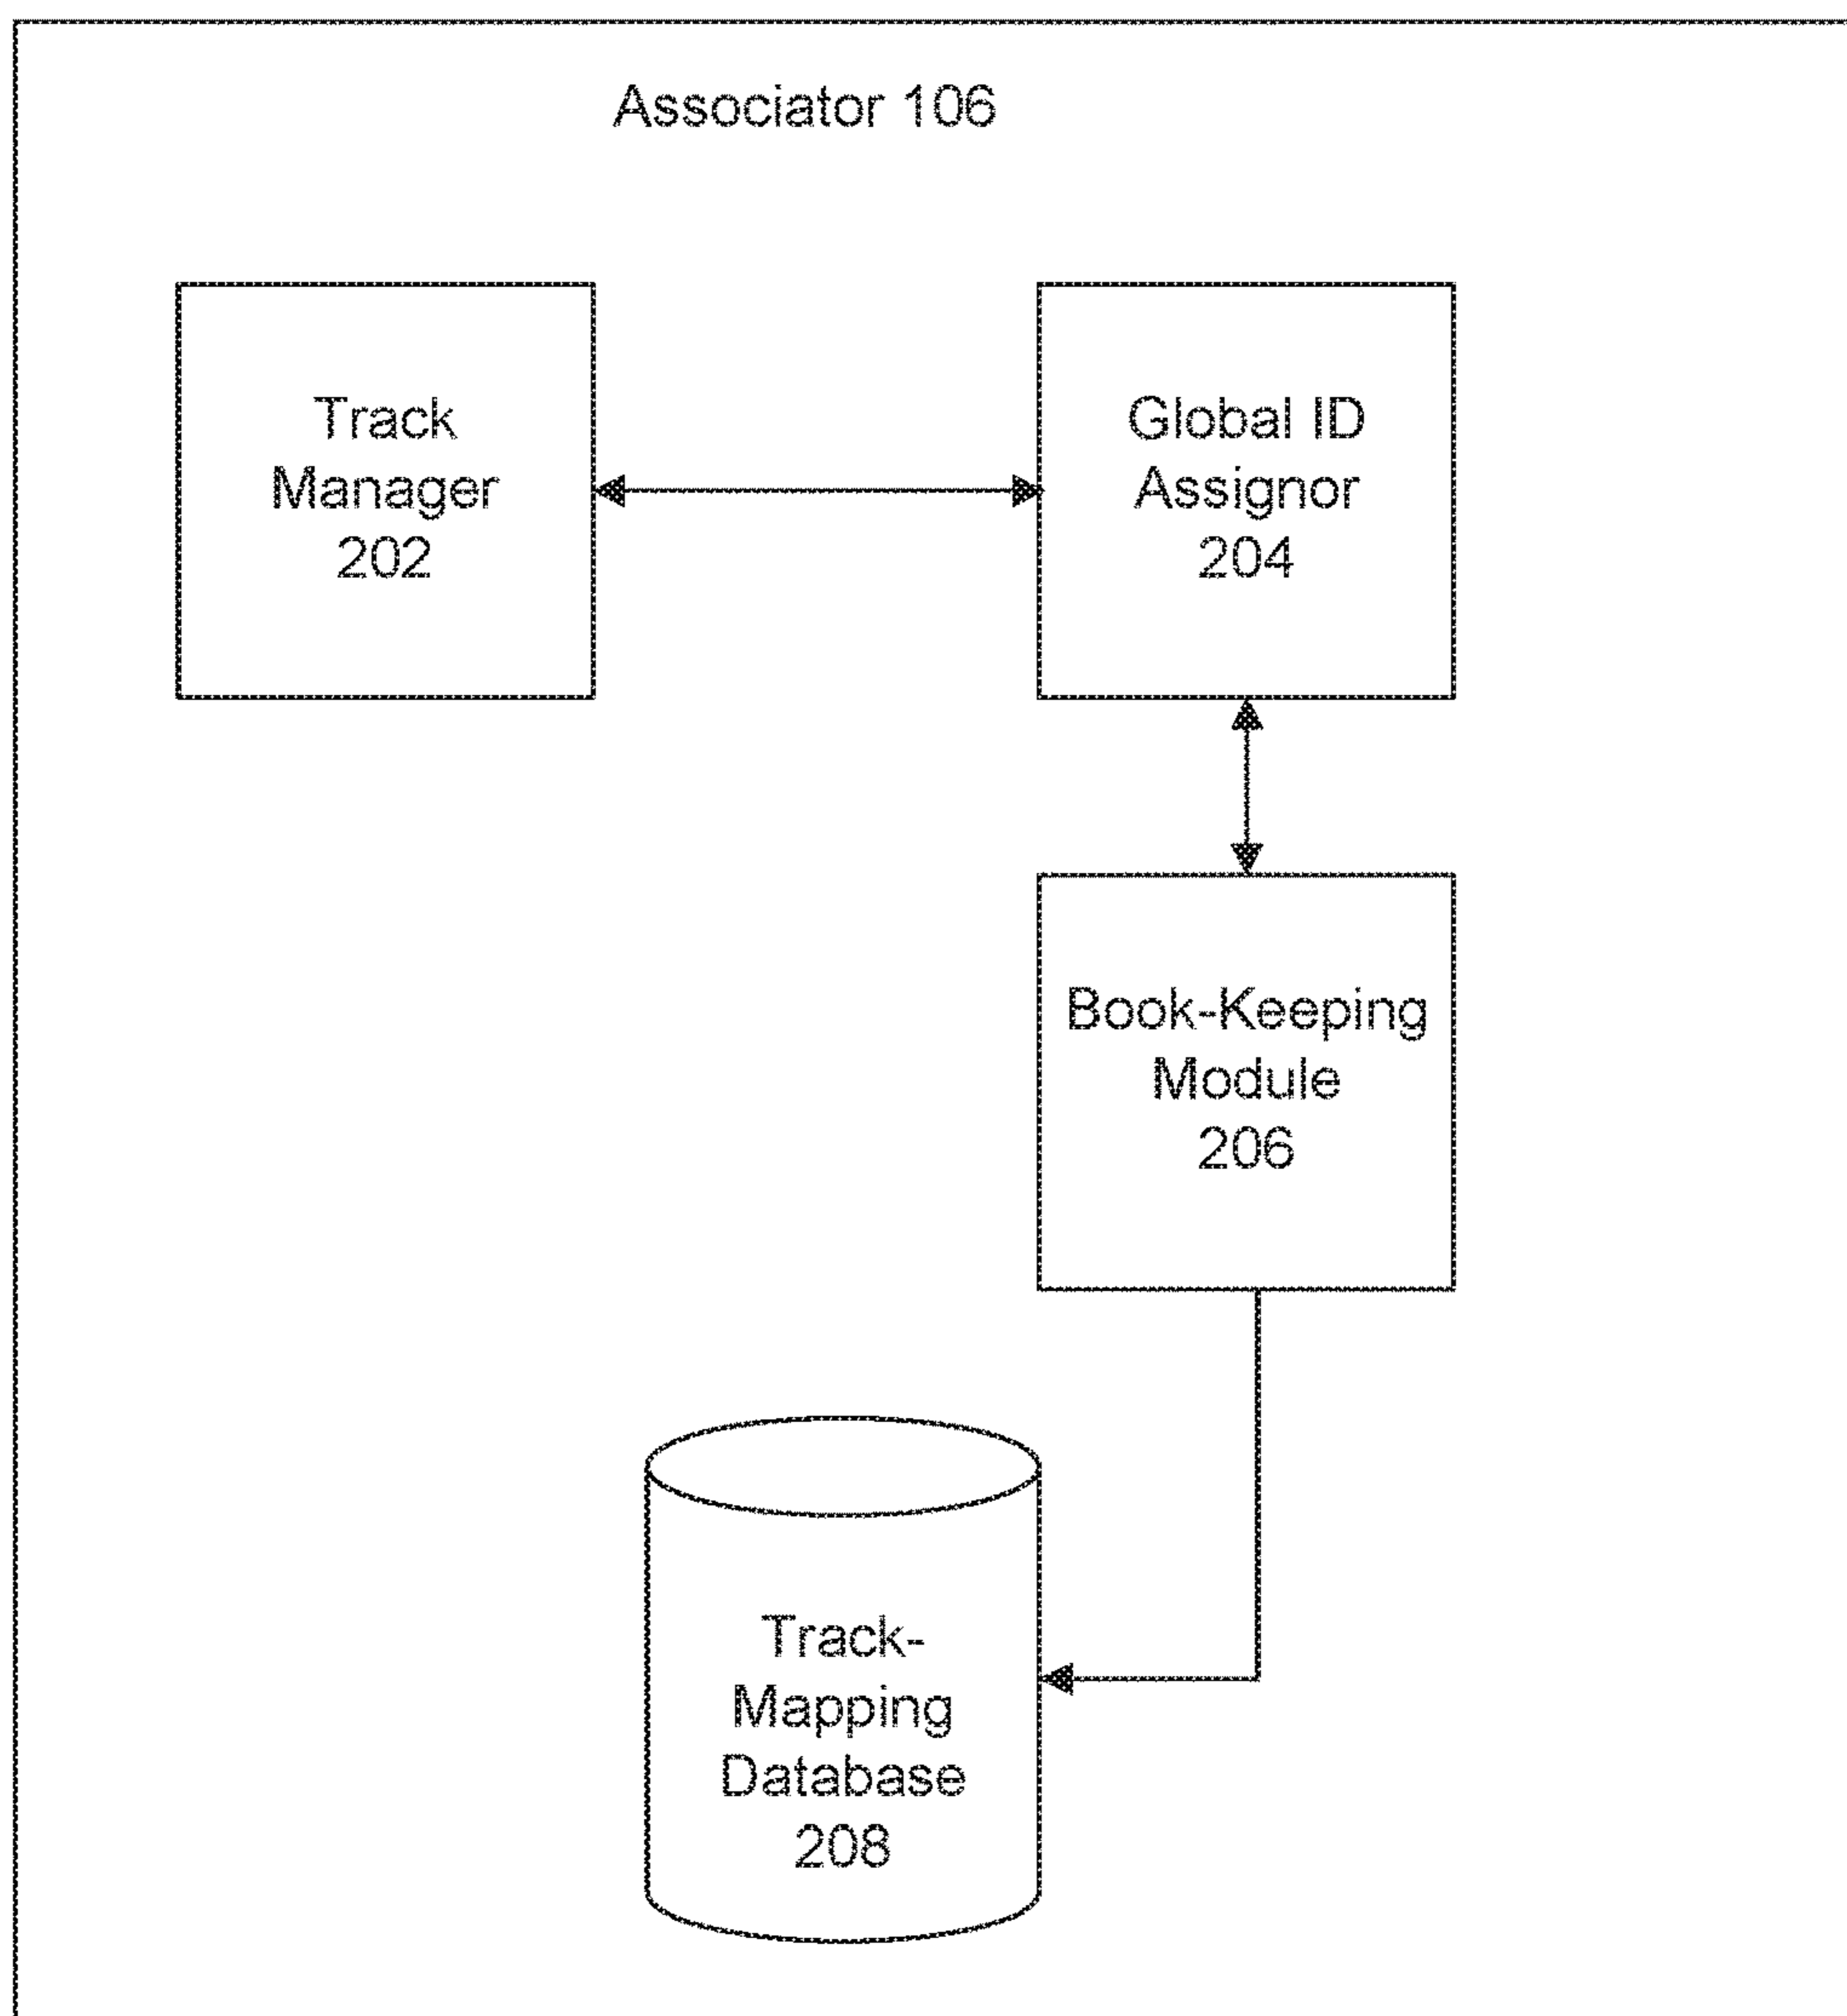 Associator 106
Track
Manager
202
Global ID
Assignor
204
Book-Keeping
Module
206
Track-
Mapping
Database
208